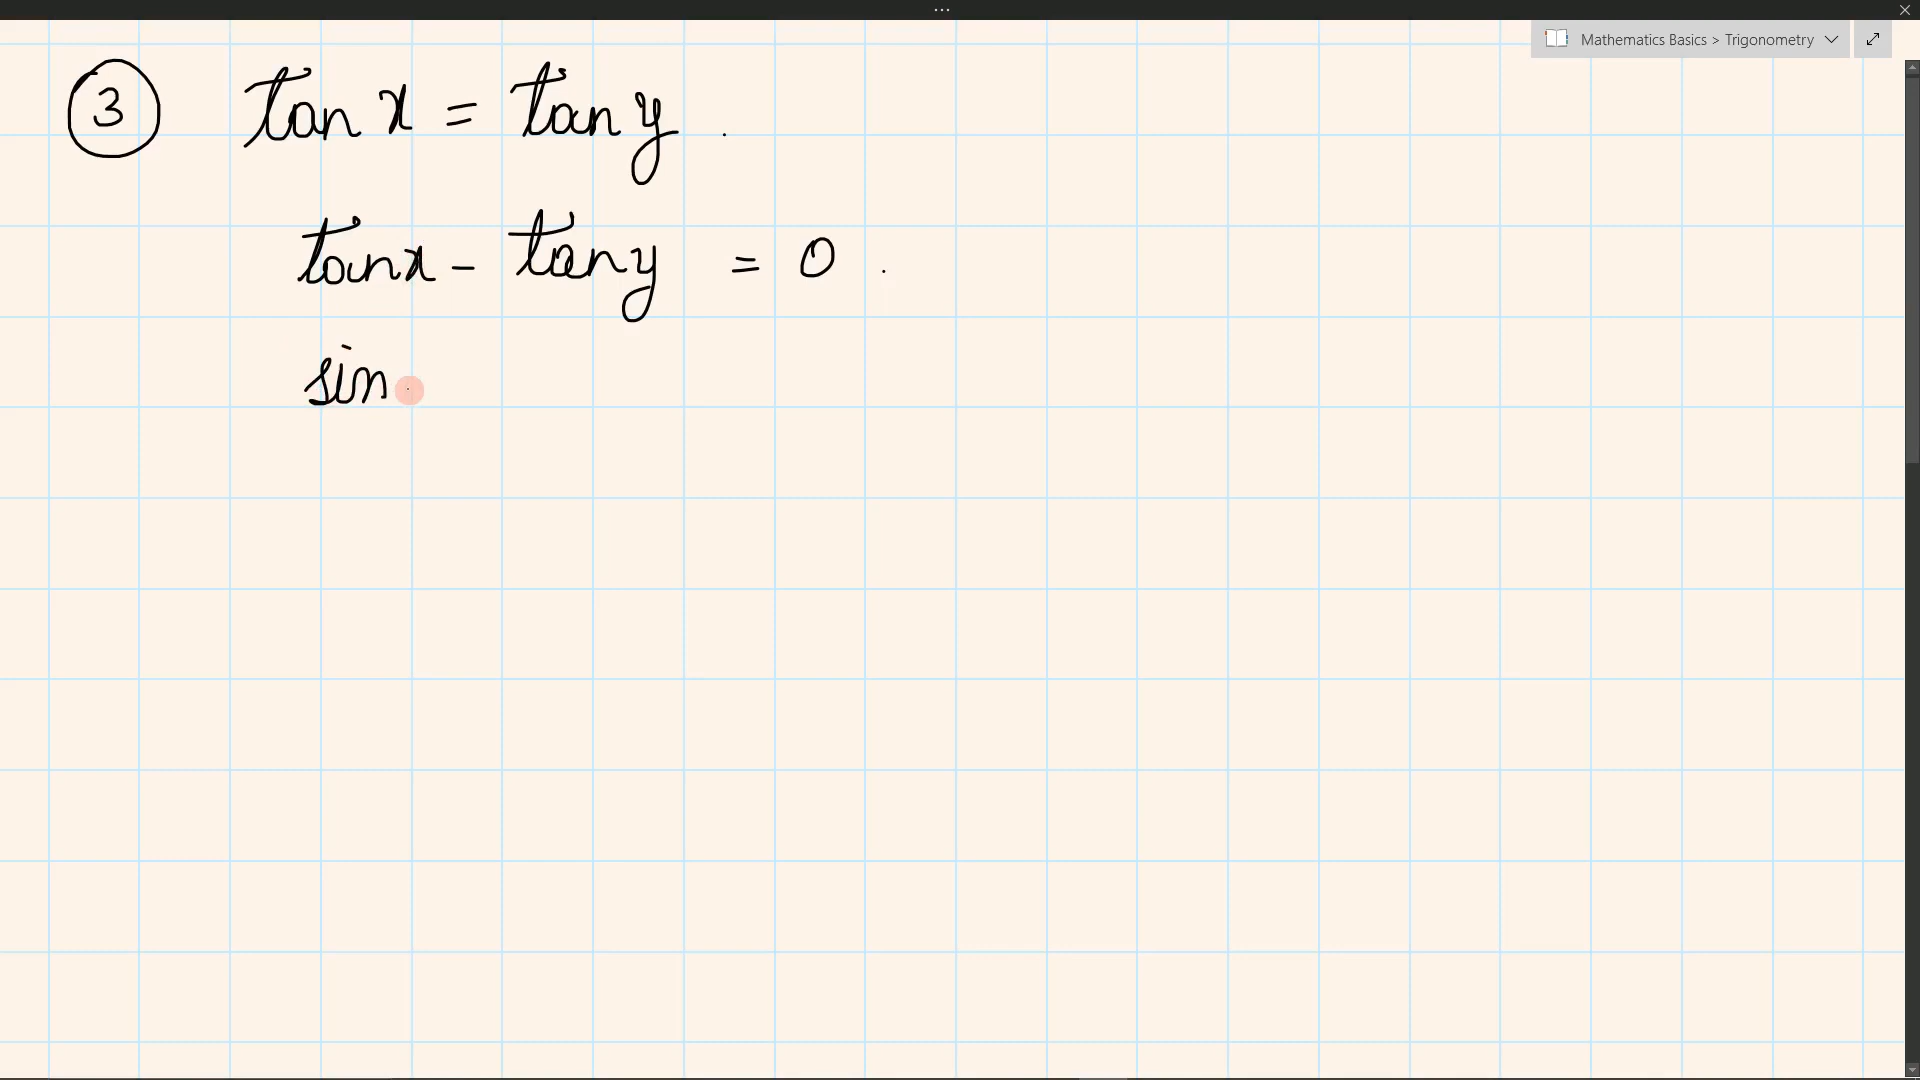 Mathematics Basics > Trigonometry
③ tan x = tan y .
tan x - tan y = 0 .
sin